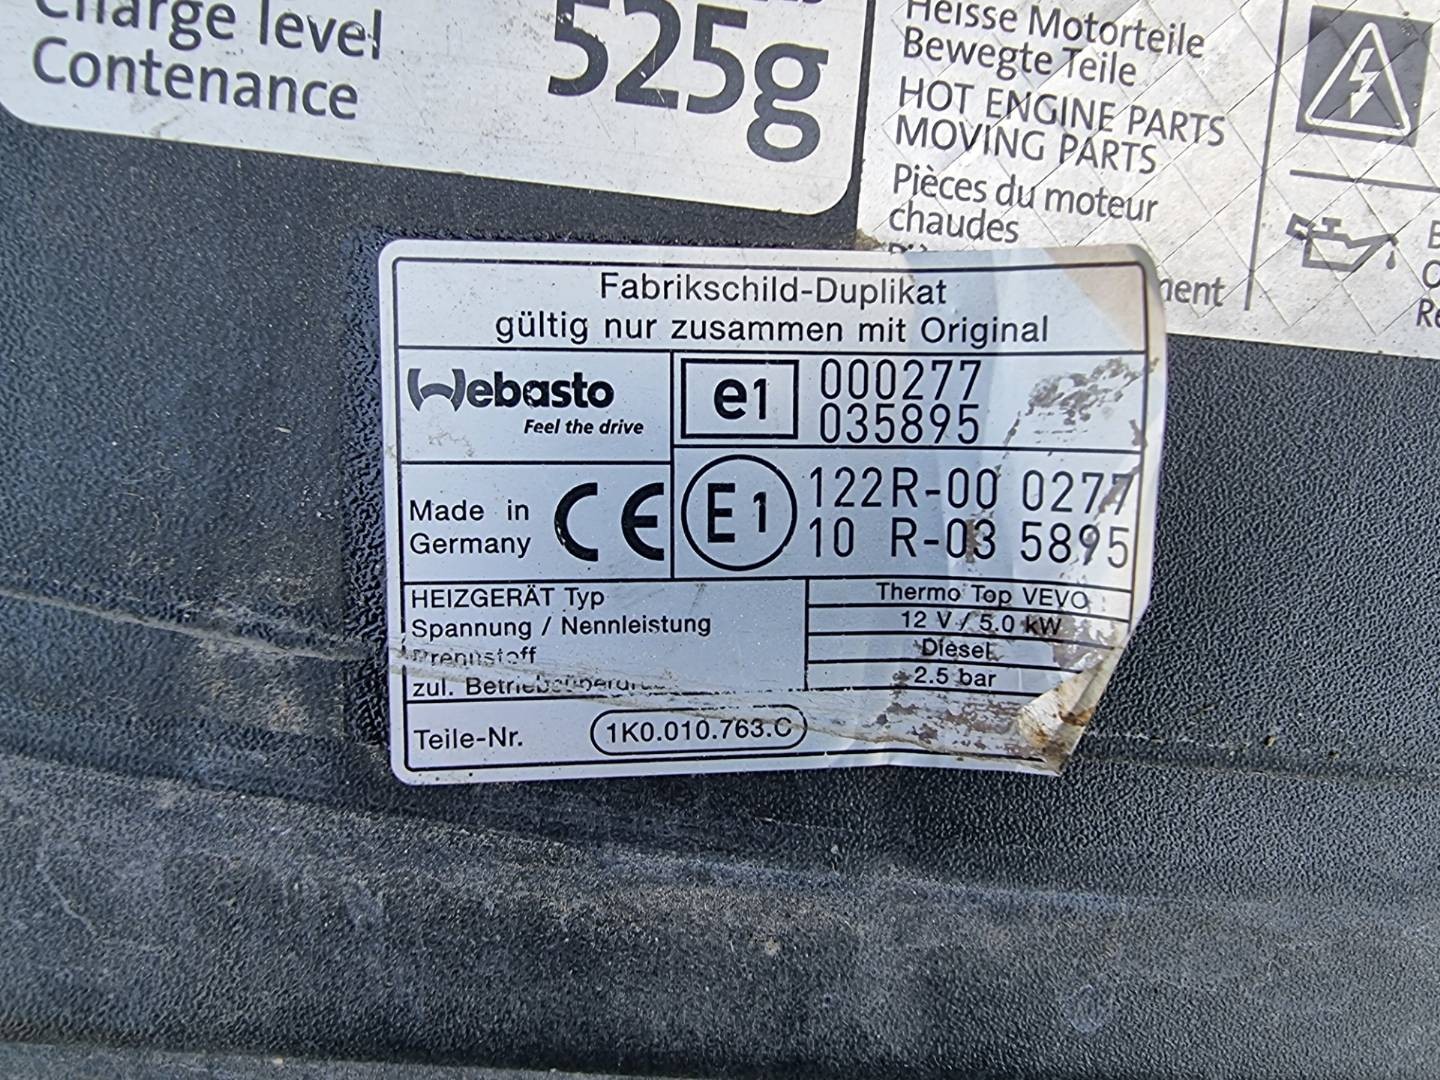 Charge level
Contenance
525g
Heisse Motorteile
Bewegte Teile
HOT ENGINE PARTS
MOVING PARTS
Pièces du moteur
chaudes
Fabrikschild-Duplikat
gültig nur zusammen mit Original
Webasto
Feel the drive
e1
000277
035895
Made in
Germany
CE
E1
122R-00 0277
10 R-03 5895
HEIZGERÄT Typ
Thermo Top VEVO
Spannung / Nennleistung
12 V / 5.0 kW
Brennstoff
Diesel
zul.
2.5 bar
Teile-Nr.
1K0.010.763.C